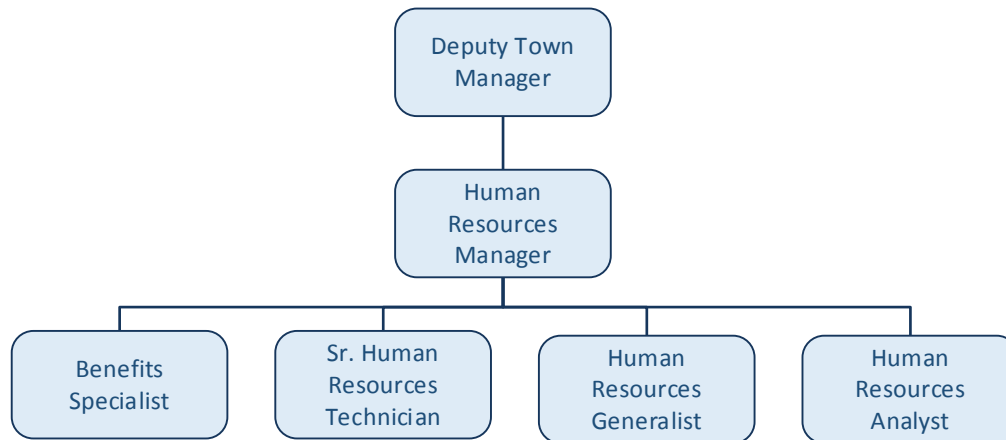 Deputy Town
Manager
Human
Resources
Manager
Benefits
Specialist
Sr. Human
Resources
Technician
Human
Resources
Generalist
Human
Resources
Analyst